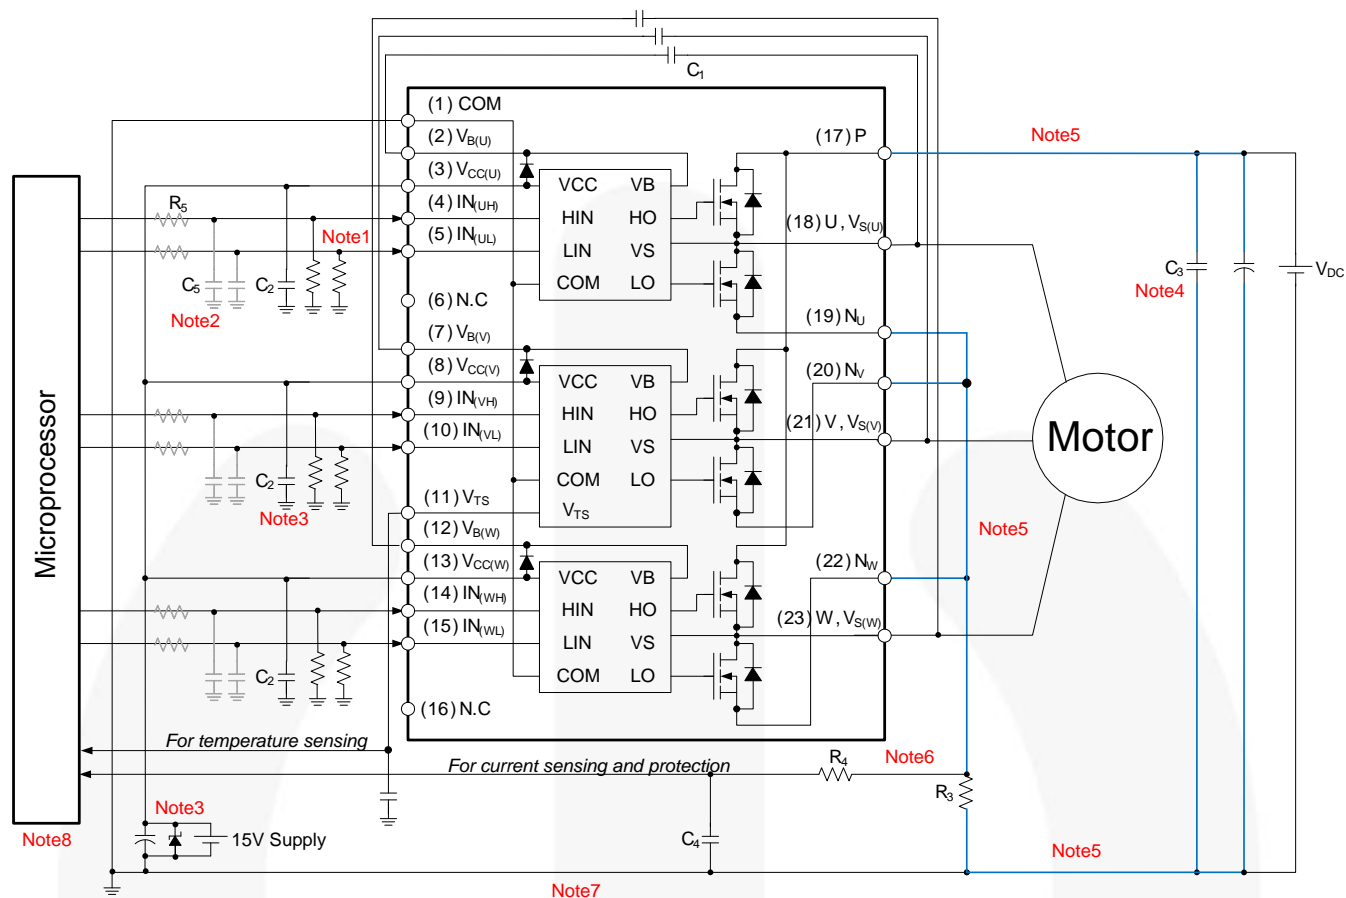 C1
(1) COM
(2) VB(U)
(3) VCC(U)
(4) IN(UH)
(5) IN(UL)
(6) N.C
(7) VB(V)
(8) VCC(V)
(9) IN(VH)
(10) IN(VL)
(11) VTS
(12) VB(W)
(13) VCC(W)
(14) IN(WH)
(15) IN(WL)
(16) N.C
VCC VB
HIN HO
LIN VS
COM LO
VCC VB
HIN HO
LIN VS
COM LO
VTS
VCC VB
HIN HO
LIN VS
COM LO
(17) P
(18) U, VS(U)
(19) NU
(20) NV
(21) V, VS(V)
(22) NW
(23) W, VS(W)
Microprocessor
R5
Note1
C5
C2
Note2
C2
Note3
C2
For temperature sensing
For current sensing and protection
R4
Note6
R3
C4
Note3
15V Supply
Note8
Note7
Note5
Note5
Note5
C3
Note4
VDC
Motor